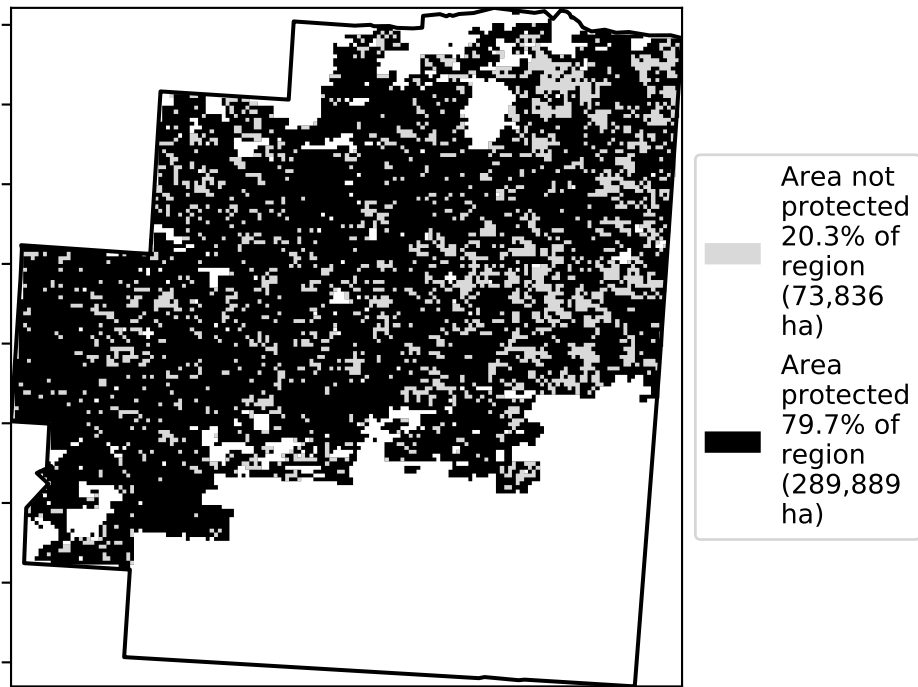 Area not
protected
20.3% of
region
(73,836
ha)
Area
protected
79.7% of
region
(289,889
ha)